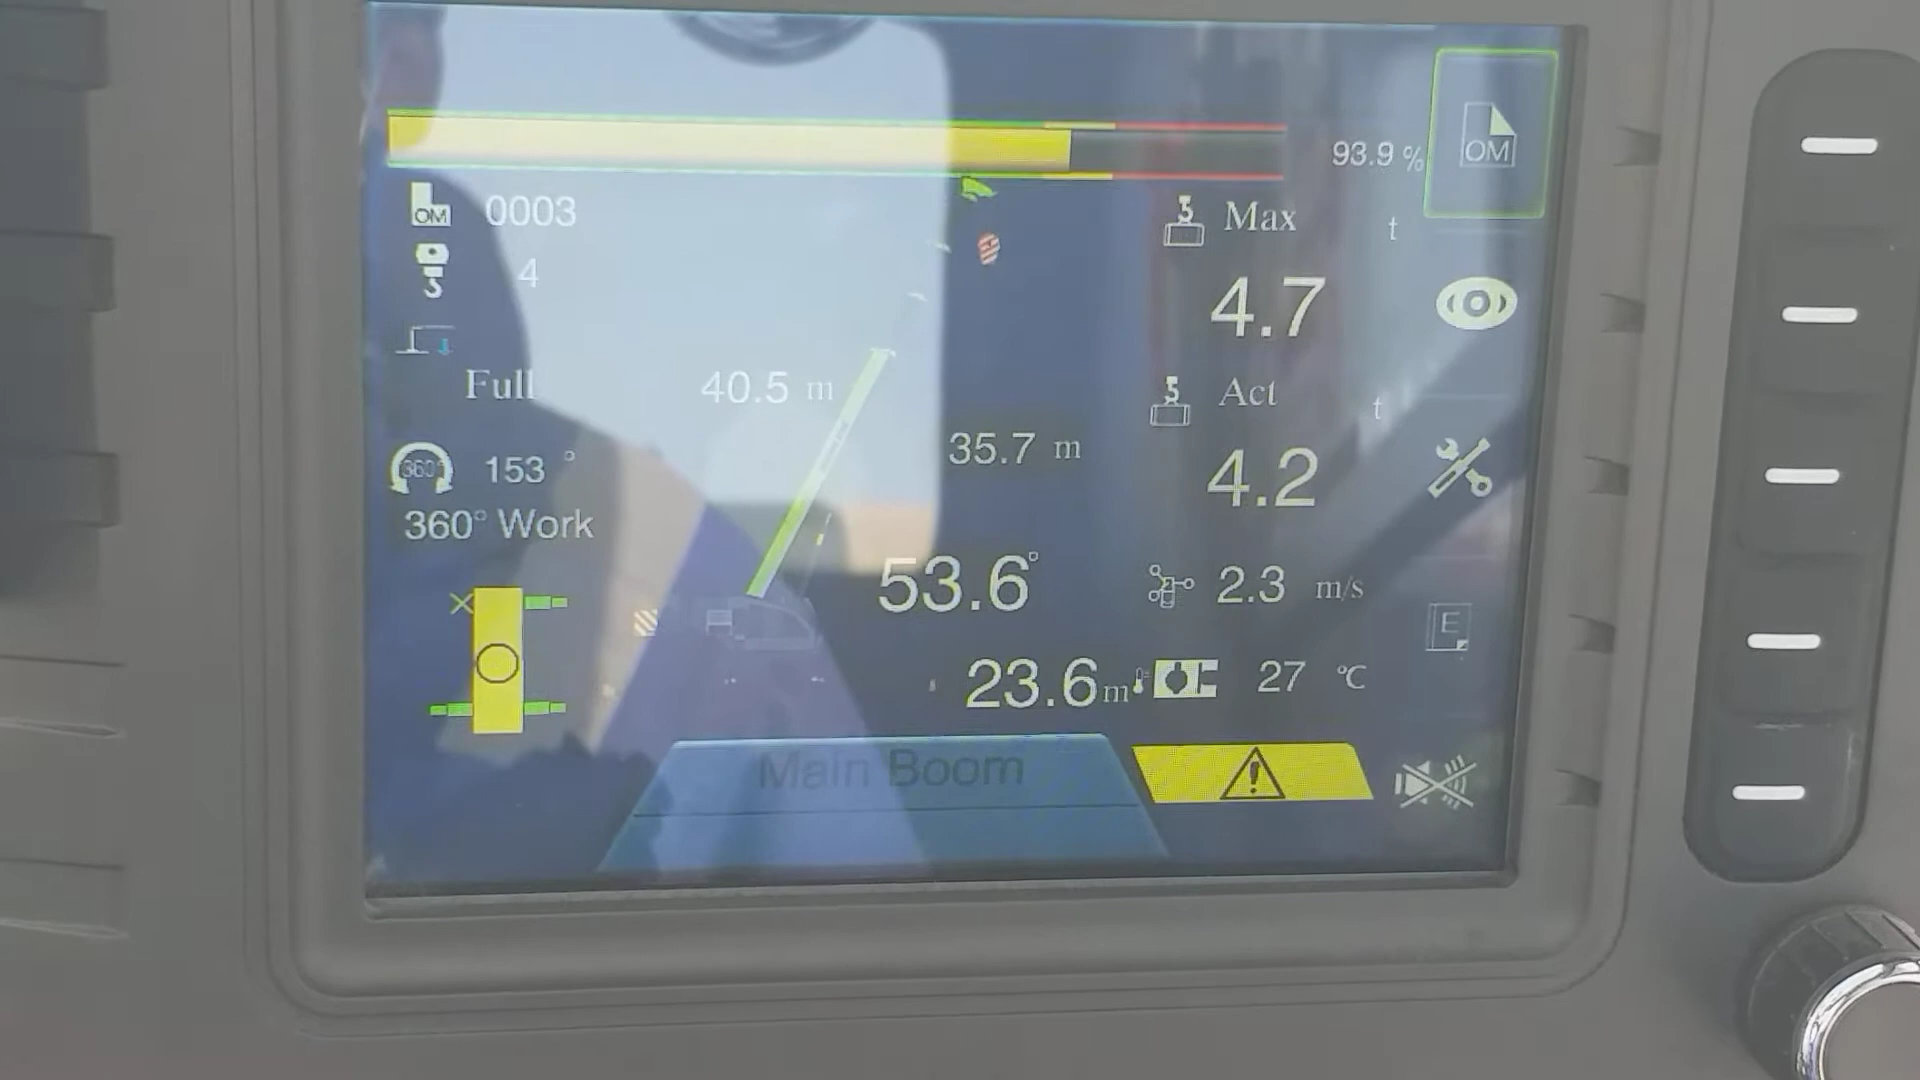 93.9 %
OM
OM 0003
Max t
4
4.7
Full
40.5 m
Act t
35.7 m
360° 153 °
4.2
360° Work
53.6°
2.3 m/s
E
23.6 m
27 °C
Main Boom